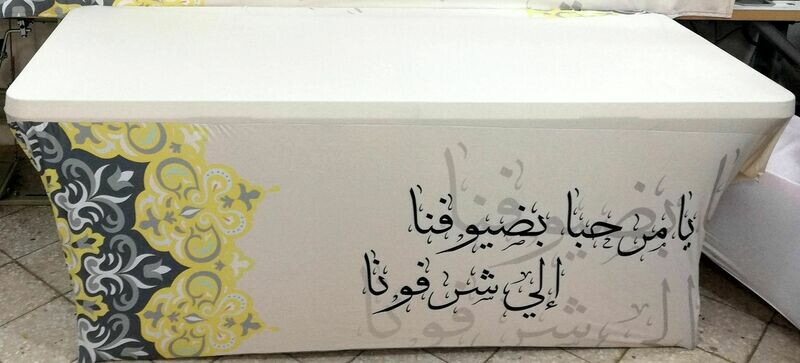 يا مرحبا بضيوفنا
إلي شرفونا